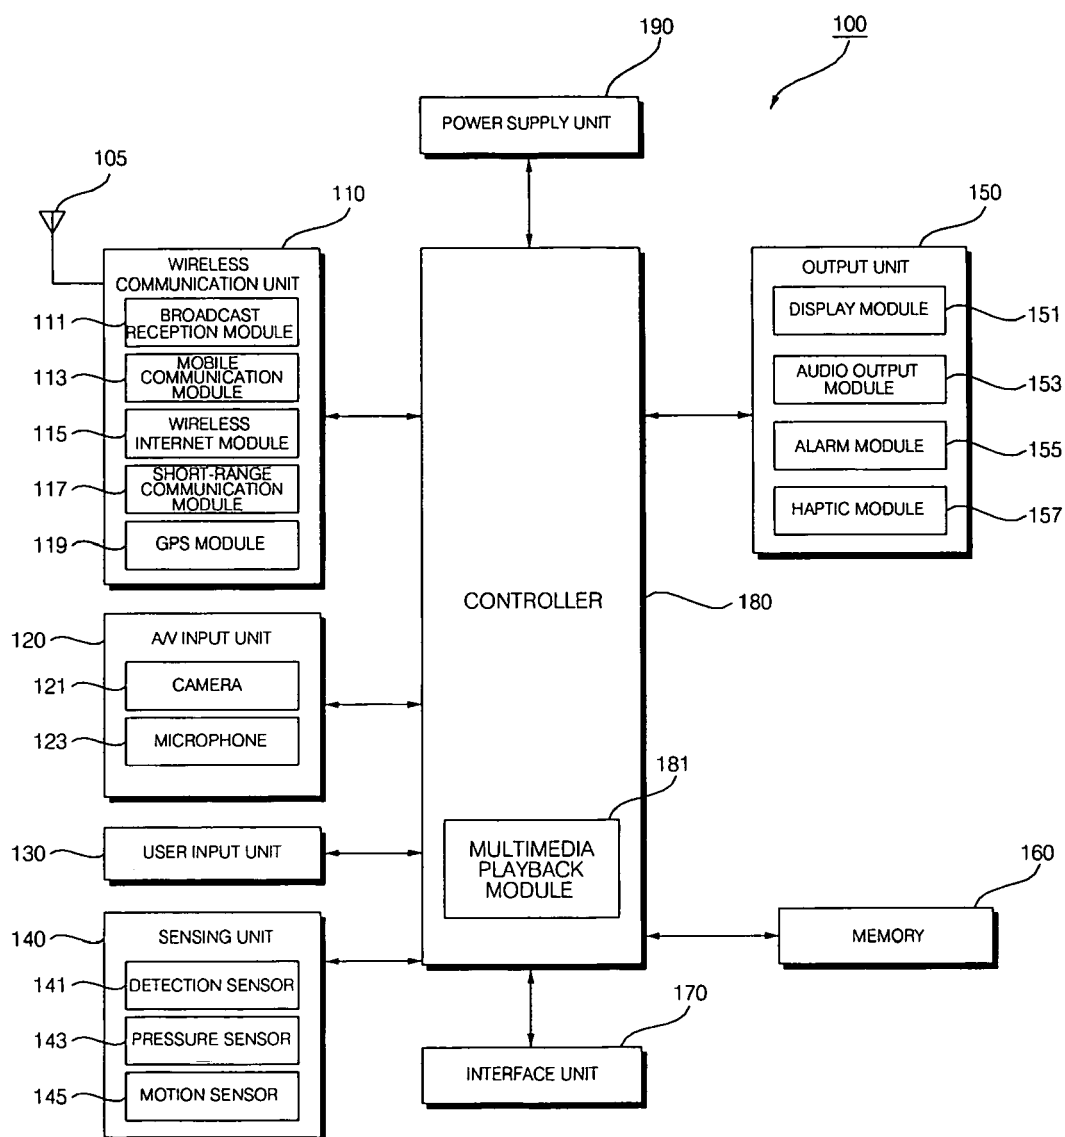 190
100
POWER SUPPLY UNIT
105
110
150
WIRELESS
COMMUNICATION UNIT
OUTPUT UNIT
111
BROADCAST
RECEPTION MODULE
DISPLAY MODULE
151
113
MOBILE
COMMUNICATION
MODULE
AUDIO OUTPUT
MODULE
153
115
WIRELESS
INTERNET MODULE
ALARM MODULE
155
117
SHORT-RANGE
COMMUNICATION
MODULE
HAPTIC MODULE
157
119
GPS MODULE
CONTROLLER
180
120
A/V INPUT UNIT
121
CAMERA
123
MICROPHONE
181
MULTIMEDIA
PLAYBACK
MODULE
130
USER INPUT UNIT
160
140
SENSING UNIT
MEMORY
141
DETECTION SENSOR
170
143
PRESSURE SENSOR
INTERFACE UNIT
145
MOTION SENSOR